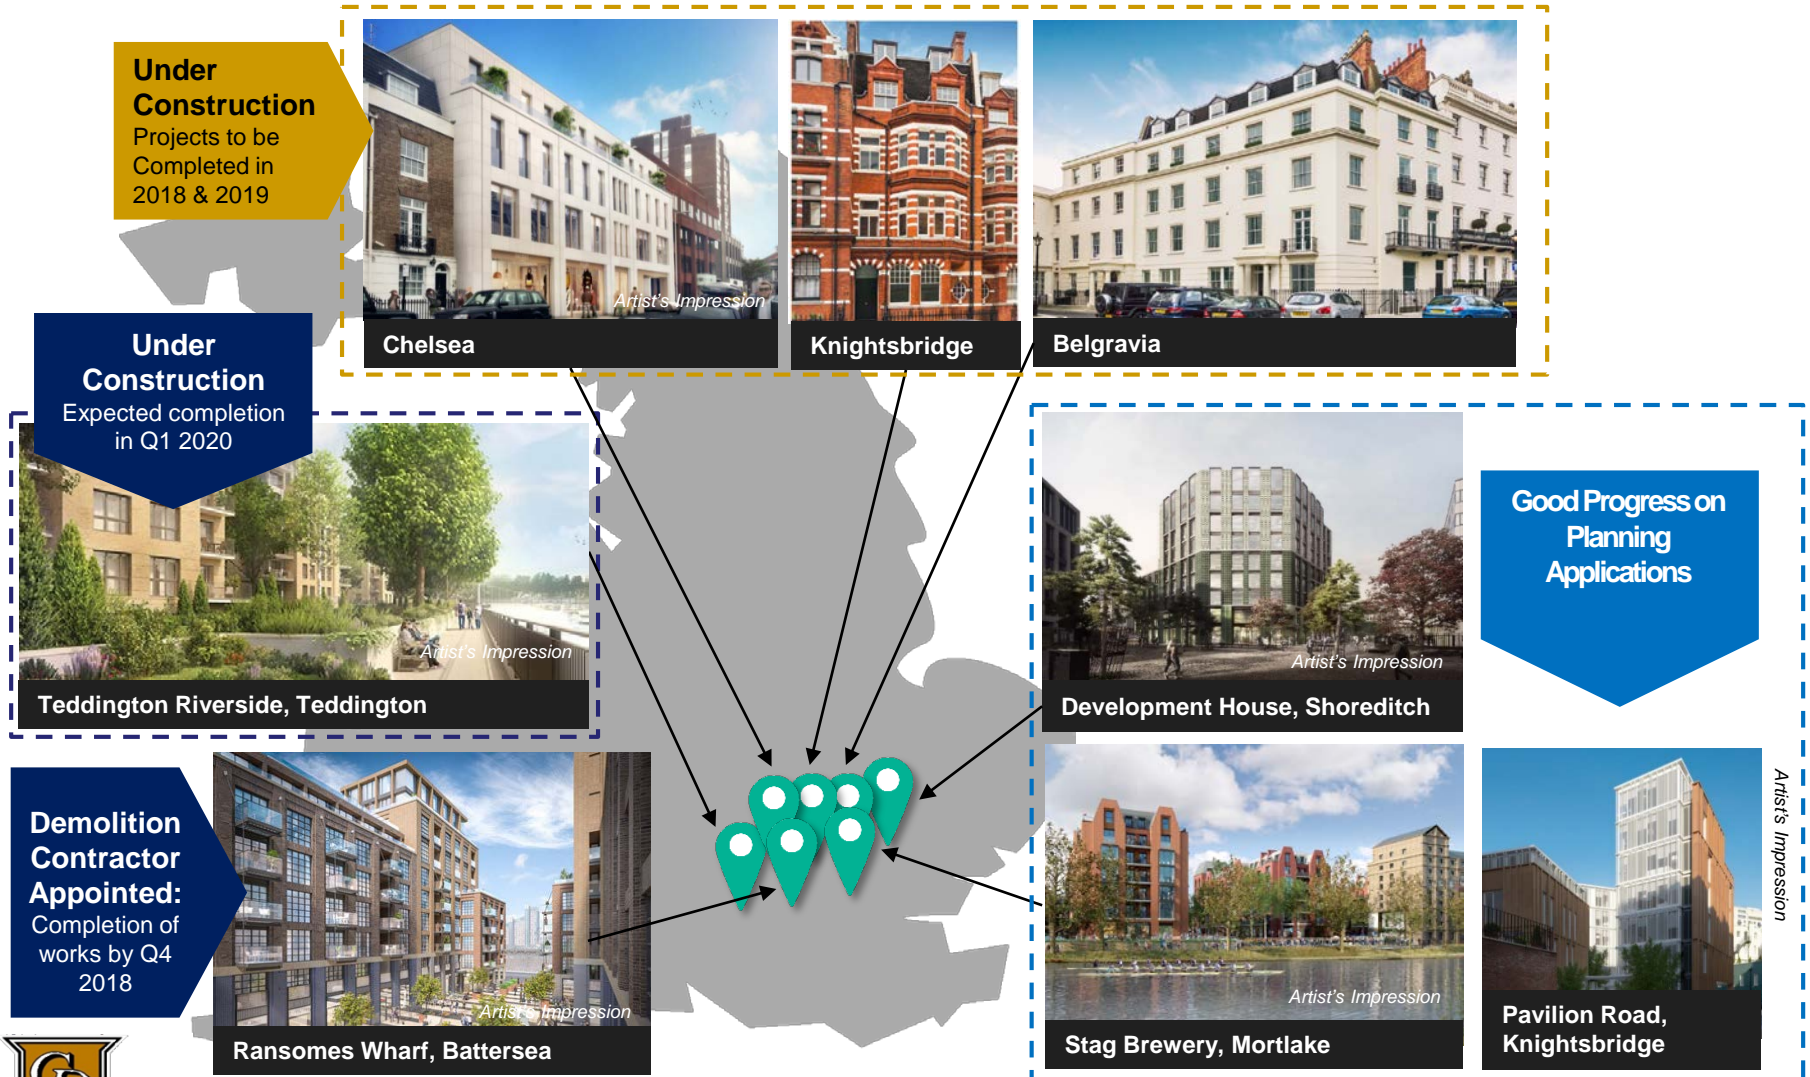 Under
Construction
Projects to be
Completed in
2018 & 2019
Artist's Impression
Chelsea
Knightsbridge
Belgravia
Under
Construction
Expected completion
in Q1 2020
Artist's Impression
Teddington Riverside, Teddington
Artist's Impression
Development House, Shoreditch
Good Progress on
Planning
Applications
Demolition
Contractor
Appointed:
Completion of
works by Q4
2018
Artist's Impression
Ransomes Wharf, Battersea
Artist's Impression
Stag Brewery, Mortlake
Artist's Impression
Pavilion Road,
Knightsbridge